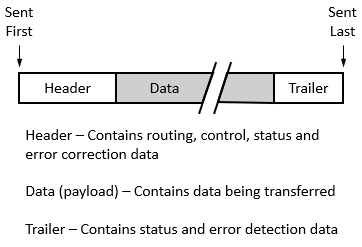 Sent First
Sent Last
Header
Data
Trailer
Header – Contains routing, control, status and
error correction data
Data (payload) – Contains data being transferred
Trailer – Contains status and error detection data